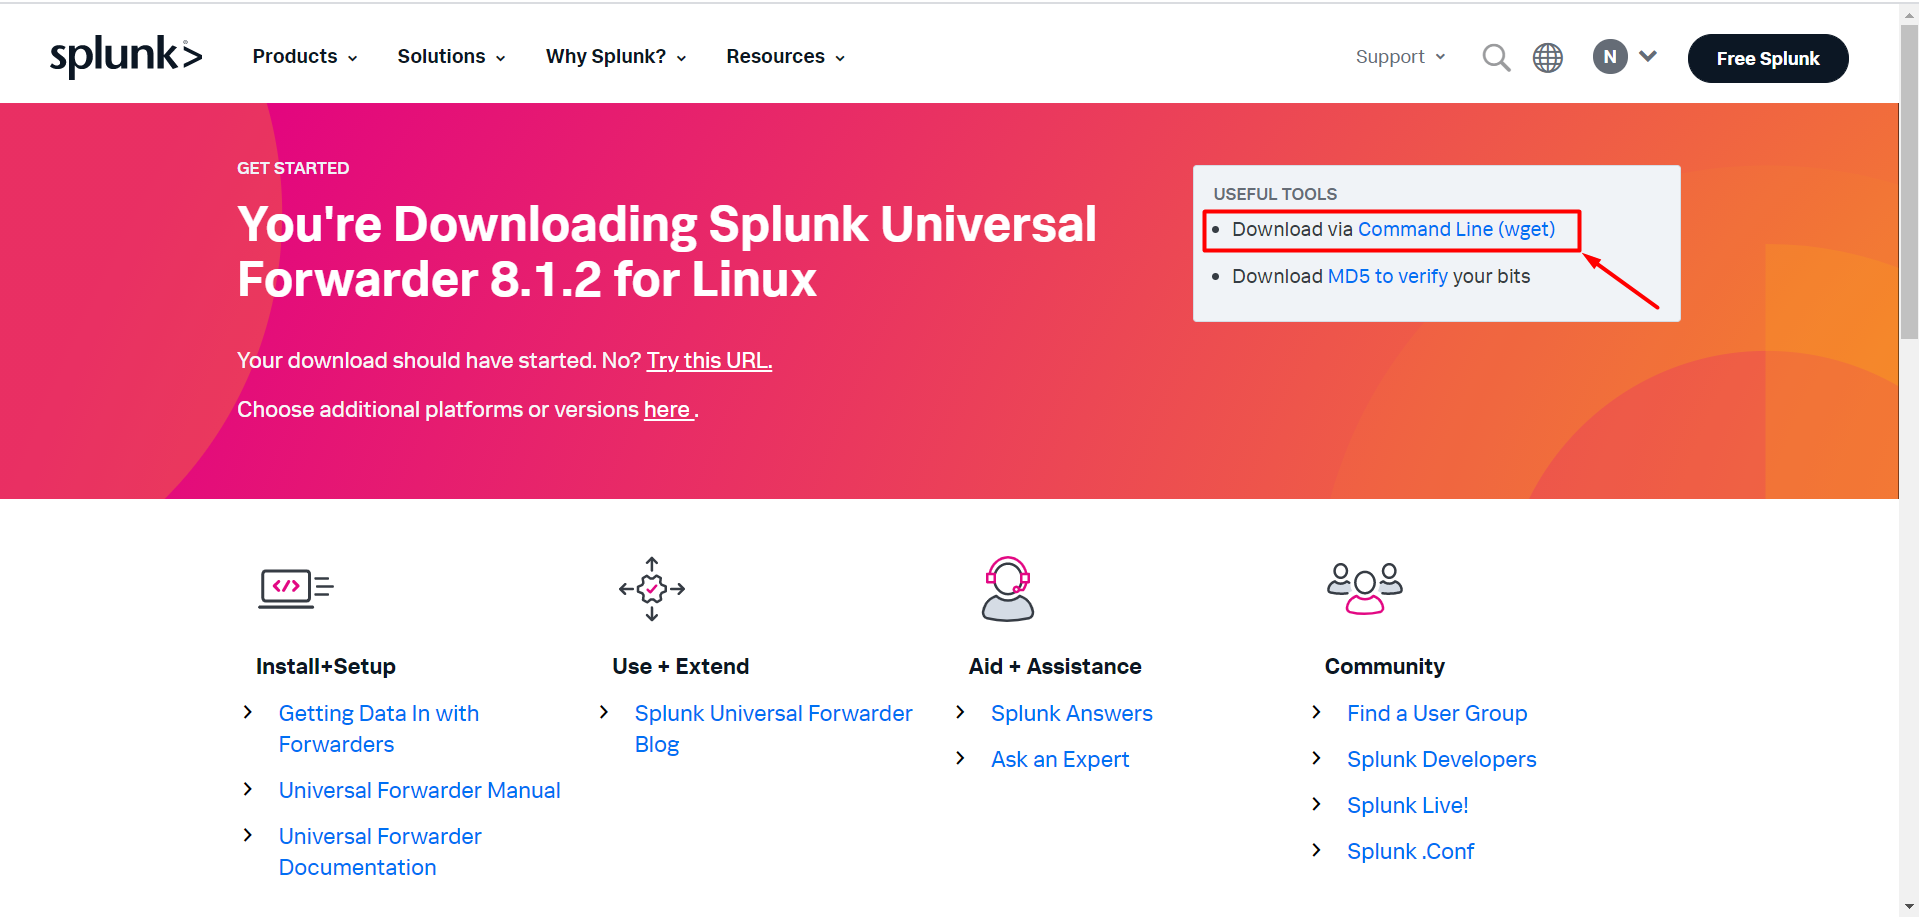 splunk>
Products
Solutions
Why Splunk?
Resources
Support
N
Free Splunk
GET STARTED
You're Downloading Splunk Universal
Forwarder 8.1.2 for Linux
Your download should have started. No? Try this URL.
Choose additional platforms or versions here .
USEFUL TOOLS
• Download via Command Line (wget)
• Download MD5 to verify your bits
</>
Install+Setup
Getting Data In with
Forwarders
Universal Forwarder Manual
Universal Forwarder
Documentation
Use + Extend
Splunk Universal Forwarder
Blog
Aid + Assistance
Splunk Answers
Ask an Expert
Community
Find a User Group
Splunk Developers
Splunk Live!
Splunk .Conf